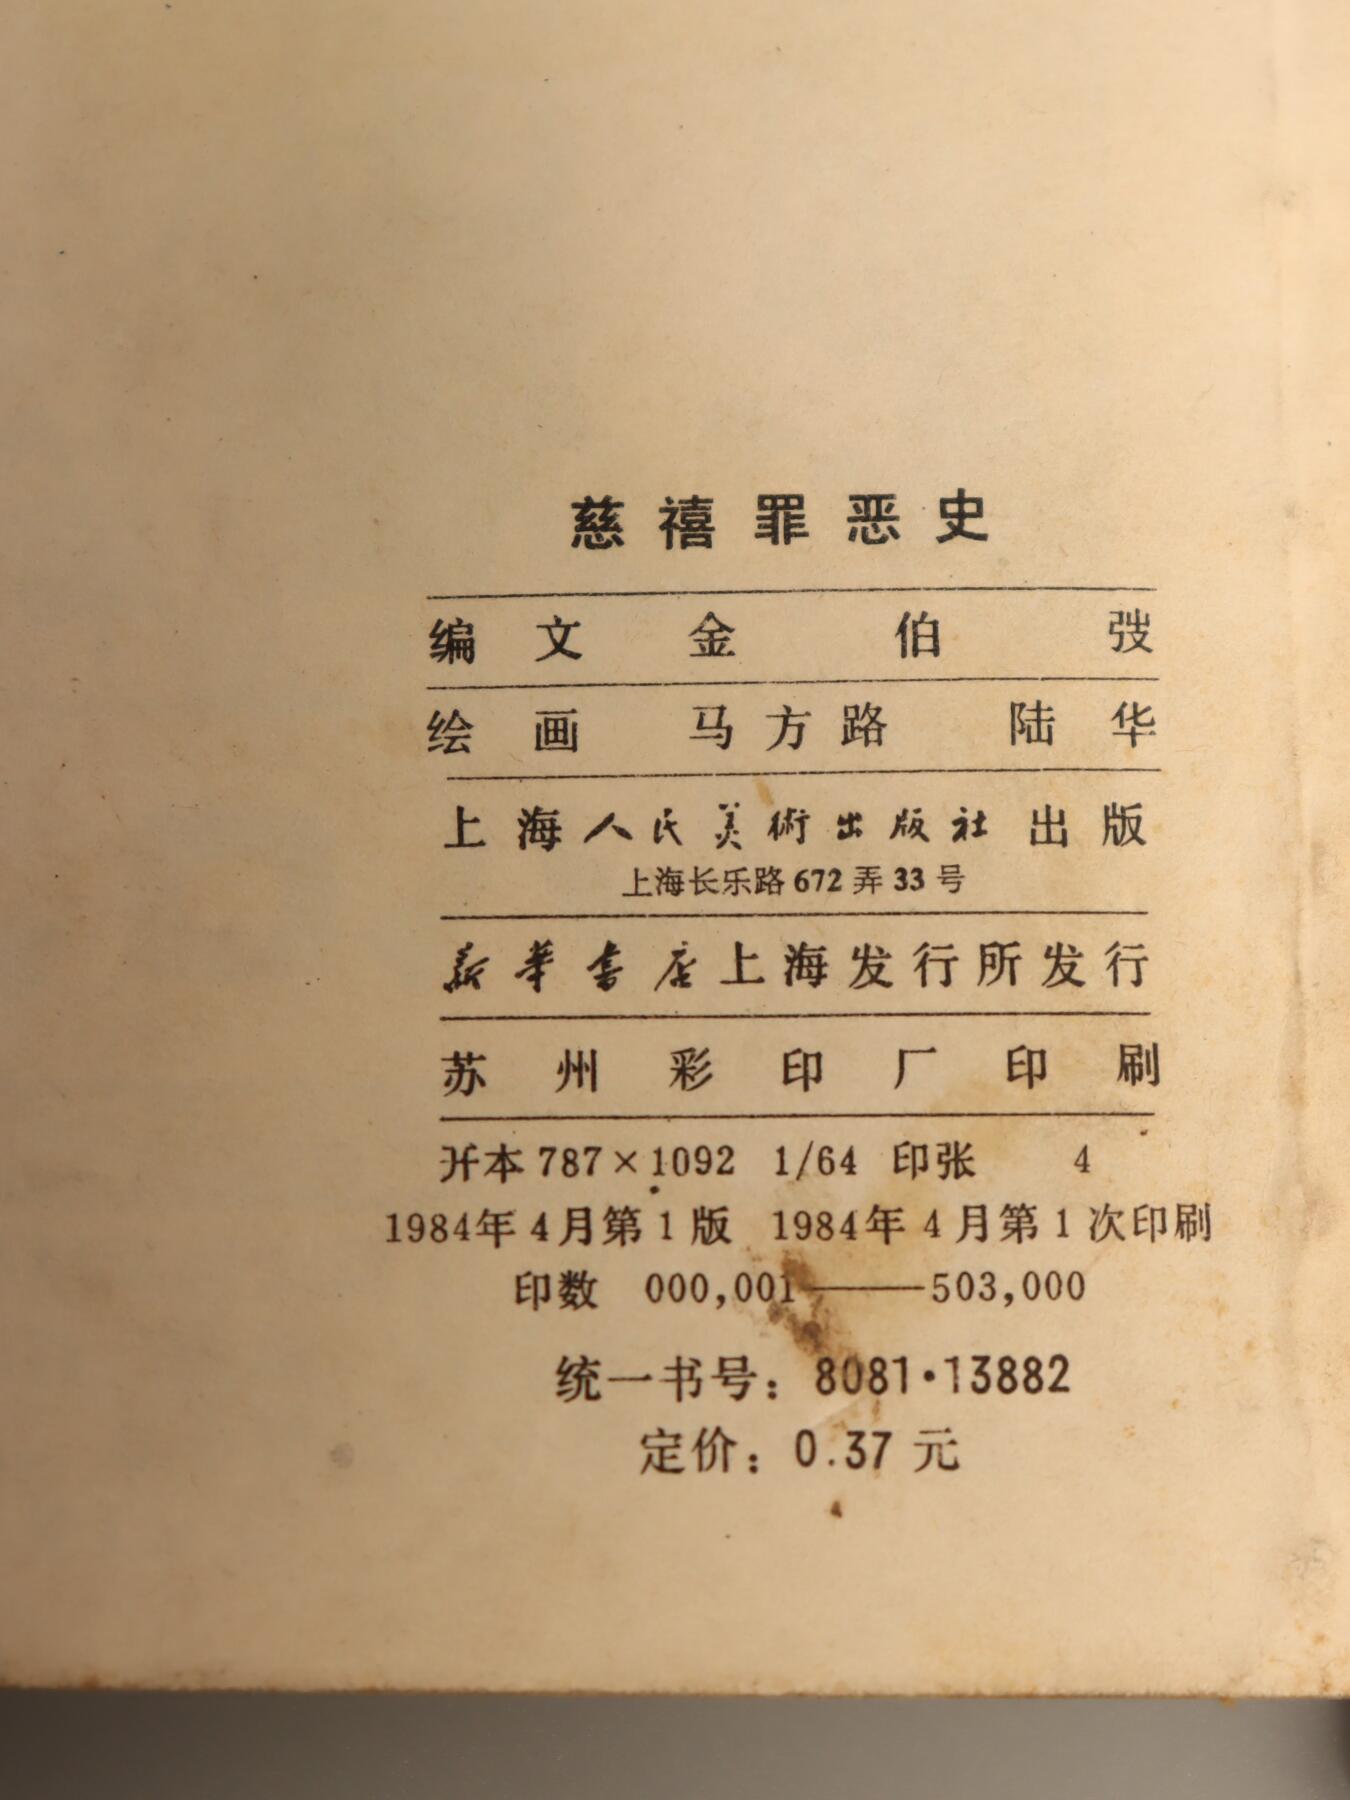 慈禧罪恶史
编文 金伯弢
绘画 马方路 陆华
上海人民美術出版社出版
上海长乐路672弄33号
新华书店上海发行所发行
苏州彩印厂印刷
开本787×1092 1/64 印张 4
1984年4月第1版 1984年4月第1次印刷
印数 000,001——503,000
统一书号：8081·13882
定价：0.37元